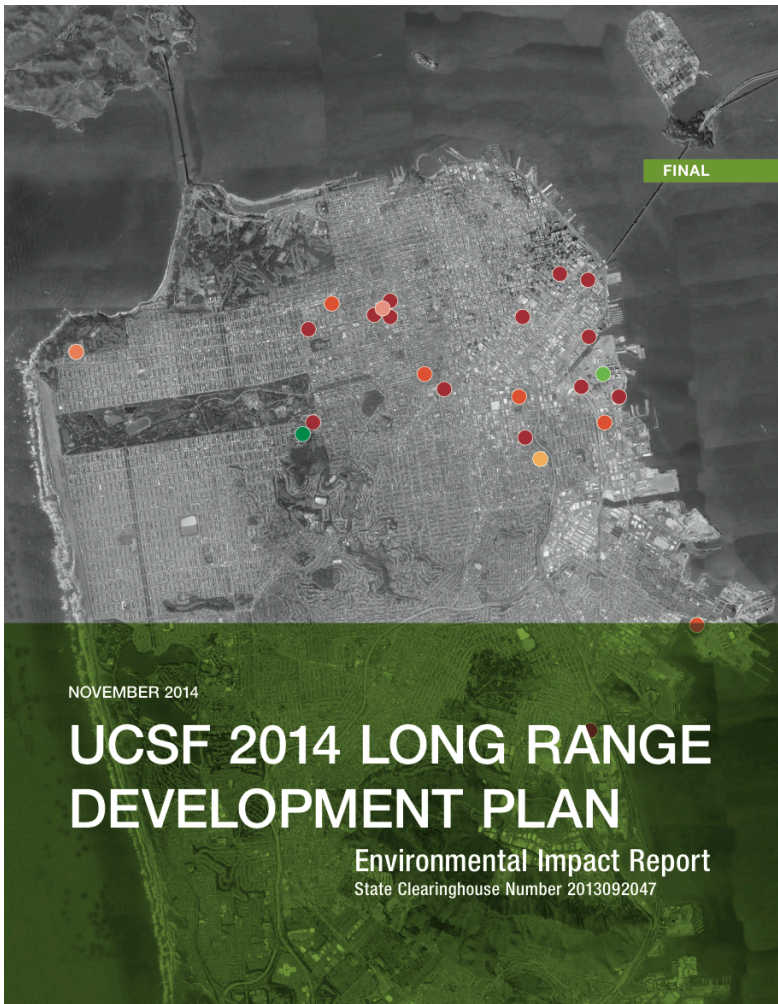 FINAL
NOVEMBER 2014
UCSF 2014 LONG RANGE
DEVELOPMENT PLAN
Environmental Impact Report
State Clearinghouse Number 2013092047